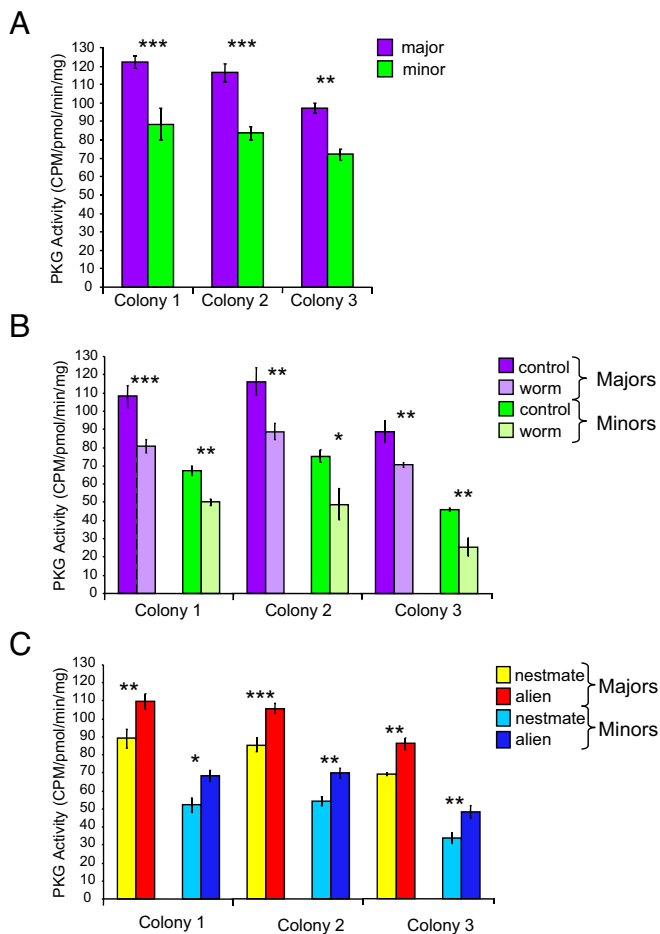 A
PKG Activity (CPM/pmol/min/mg)
130
120
110
100
90
80
70
60
50
40
30
20
10
0
***
***
**
major
minor
Colony 1
Colony 2
Colony 3
B
PKG Activity (CPM/pmol/min/mg)
130
120
110
100
90
80
70
60
50
40
30
20
10
0
***
**
**
*
**
**
control
worm
Majors
control
worm
Minors
Colony 1
Colony 2
Colony 3
C
PKG Activity (CPM/pmol/min/mg)
130
120
110
100
90
80
70
60
50
40
30
20
10
0
**
*
***
**
**
**
nestmate
alien
Majors
nestmate
alien
Minors
Colony 1
Colony 2
Colony 3